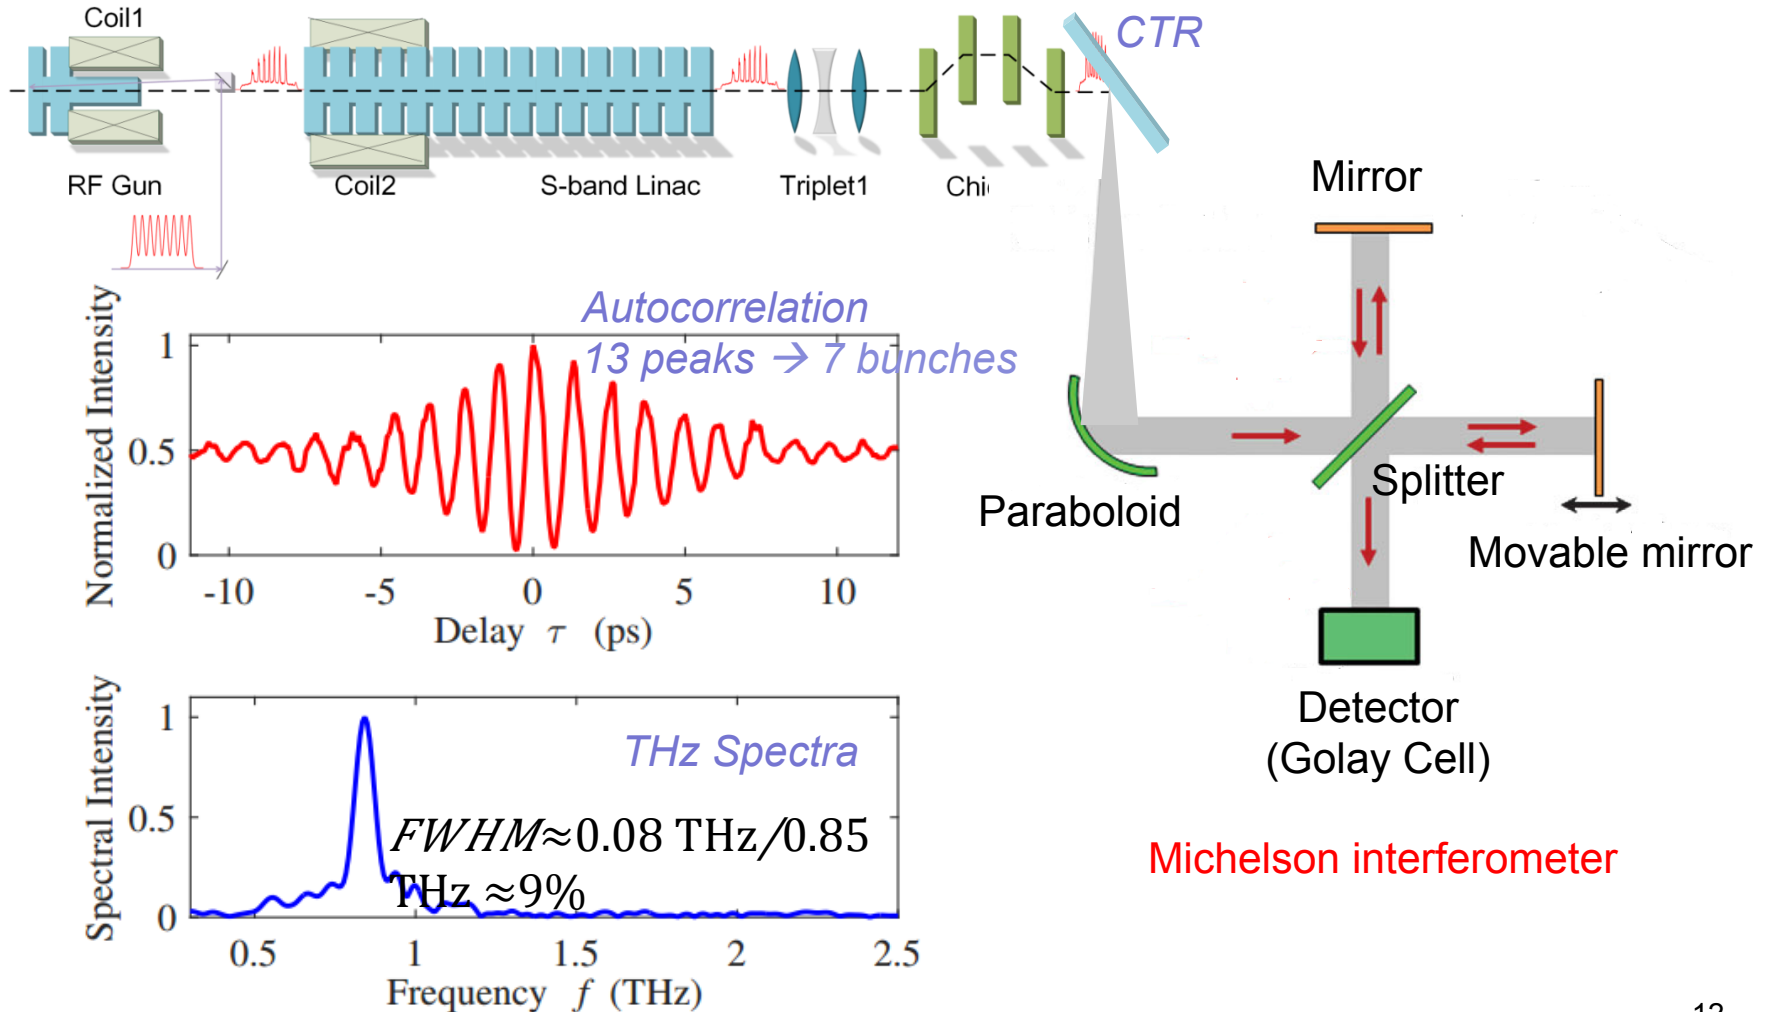 Coil1
CTR
RF Gun
Coil2
S-band Linac
Triplet1
Chi
Mirror
Autocorrelation
13 peaks → 7 bunches
Normalized Intensity
1
0.5
0
-10
-5
0
5
10
Delay τ (ps)
Paraboloid
Splitter
Movable mirror
Detector
(Golay Cell)
Michelson interferometer
THz Spectra
FWHM≈0.08 THz/0.85
THz ≈9%
Spectral Intensity
1
0.5
0
0.5
1
1.5
2
2.5
Frequency f (THz)